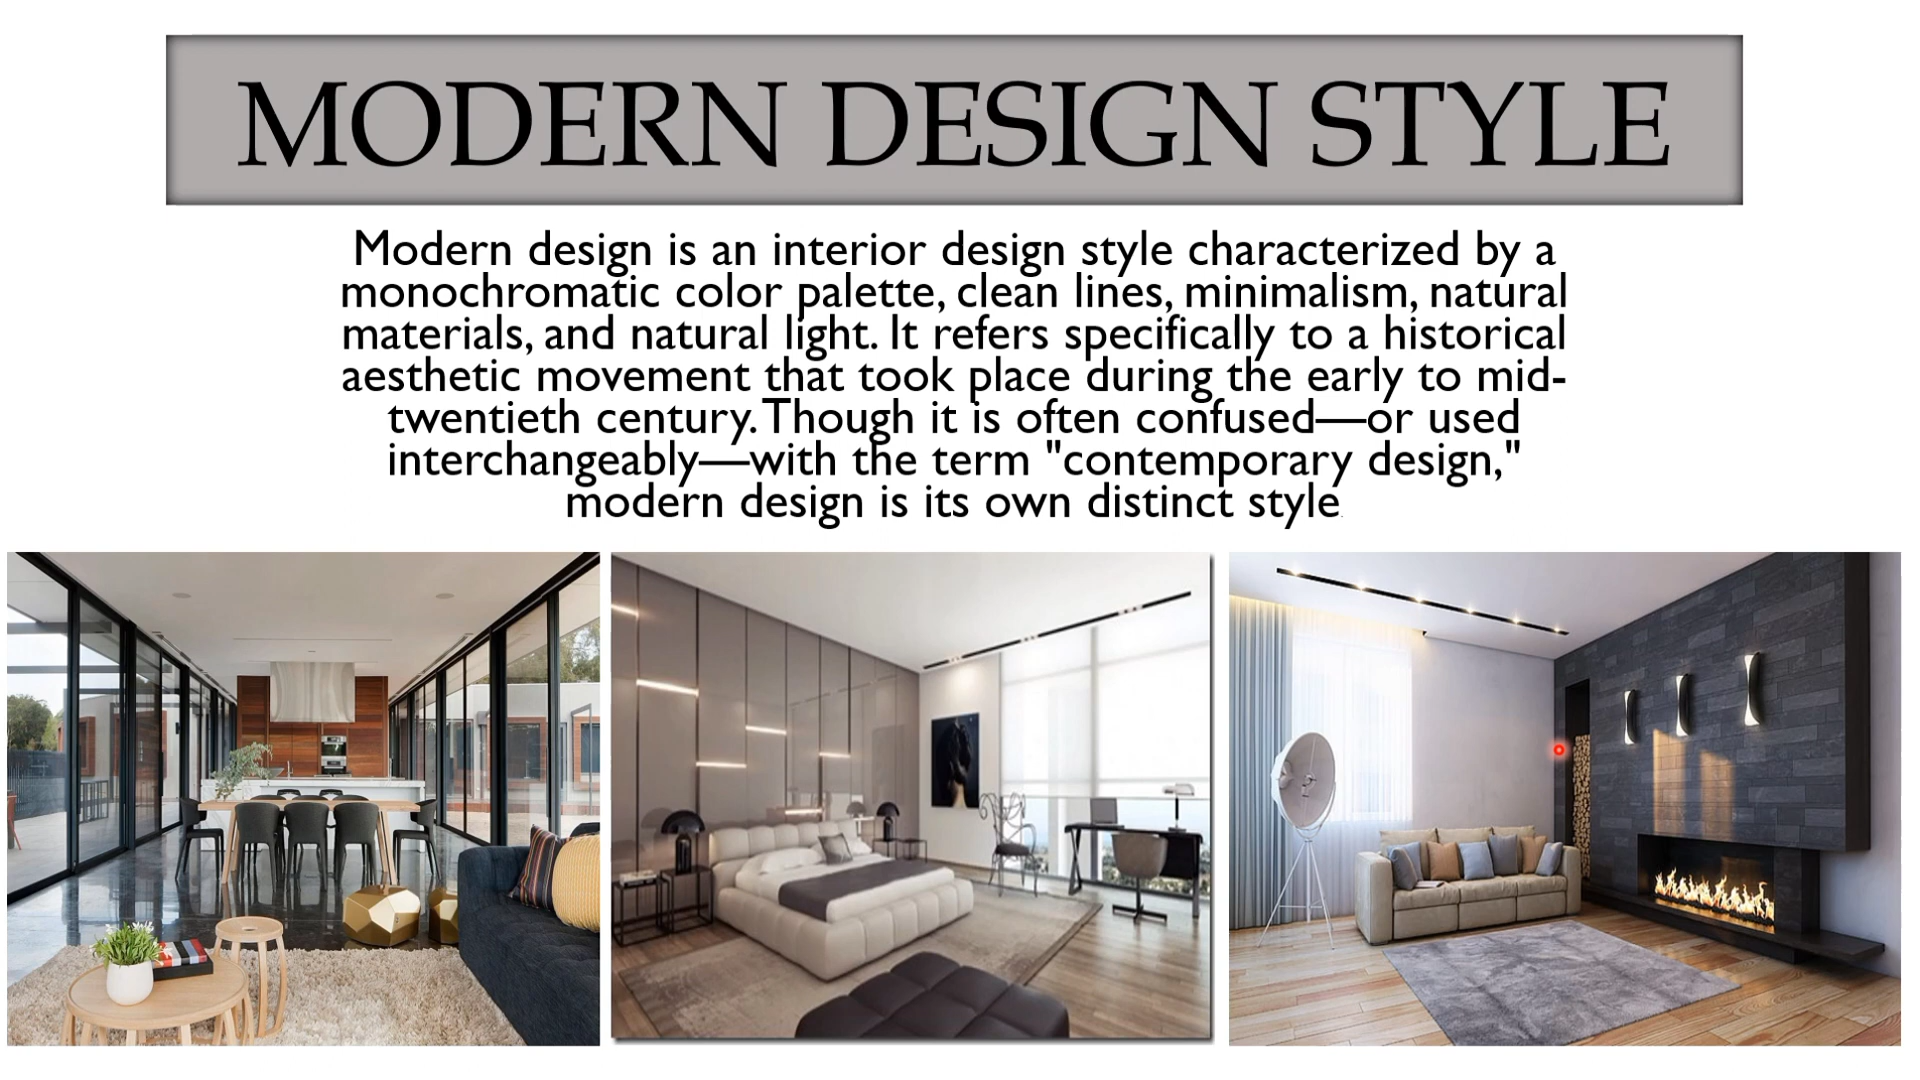 MODERN DESIGN STYLE
Modern design is an interior design style characterized by a
monochromatic color palette, clean lines, minimalism, natural
materials, and natural light. It refers specifically to a historical
aesthetic movement that took place during the early to mid-
twentieth century. Though it is often confused—or used
interchangeably—with the term "contemporary design,"
modern design is its own distinct style.